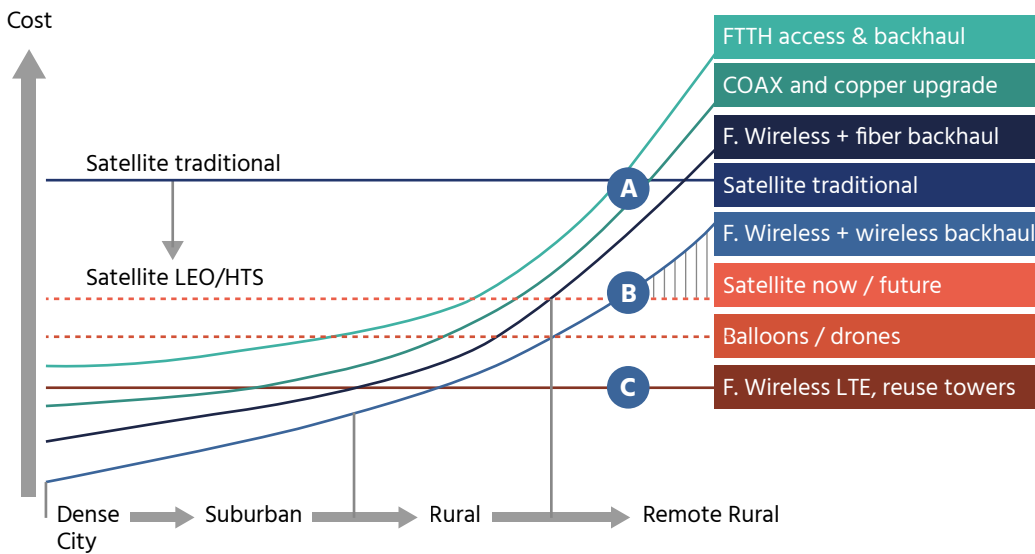 Cost
FTTH access & backhaul
COAX and copper upgrade
F. Wireless + fiber backhaul
Satellite traditional
Satellite traditional
A
F. Wireless + wireless backhaul
Satellite LEO/HTS
B
Satellite now / future
Balloons / drones
C
F. Wireless LTE, reuse towers
Dense
City
Suburban
Rural
Remote Rural